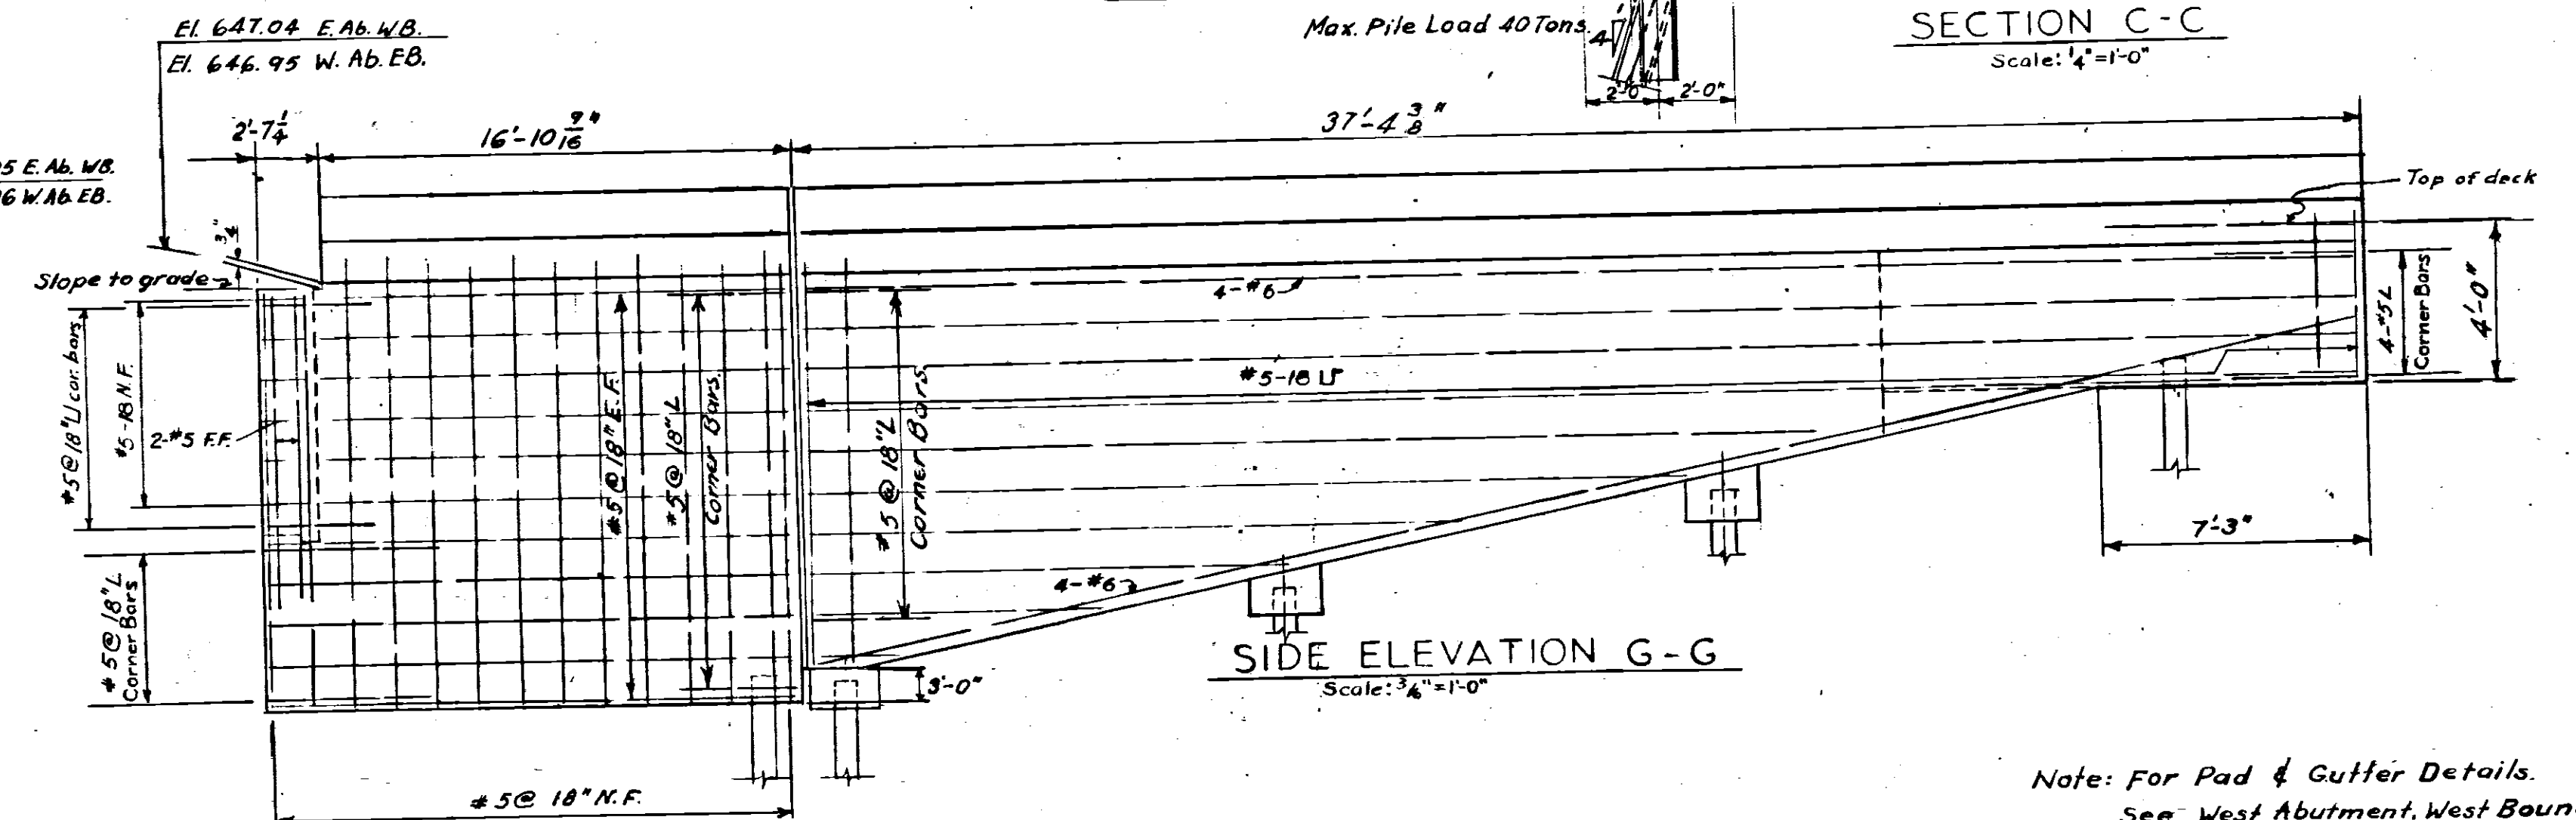 El. 647.04 E. Ab. W.B.
El. 646.95 W. Ab. EB.
Max. Pile Load 40 Tons.
4
2'-0" 2'-0"
SECTION C-C
Scale: 1/4"=1'-0"
2'-7 1/4
16'-10 9/16"
37'-4 3/8"
5 E. Ab. WB.
6 W. Ab. EB.
Top of deck
3/4"
Slope to grade
4-#6
4-#5 L
Corner Bars
4'-0"
#5@18" LI cor. bars
#5-18 N.F.
2-#5 F.F.
#5@18" E.F.
#5@18" L
Corner Bars.
#5@18" L
Corner Bars.
#5-18 U
7'-3"
#5@18" L
Corner Bars
4-#6
3'-0"
SIDE ELEVATION G-G
Scale: 3/16"=1'-0"
#5@ 18" N.F.
Note: For Pad & Gutter Details.
See West Abutment, West Boun